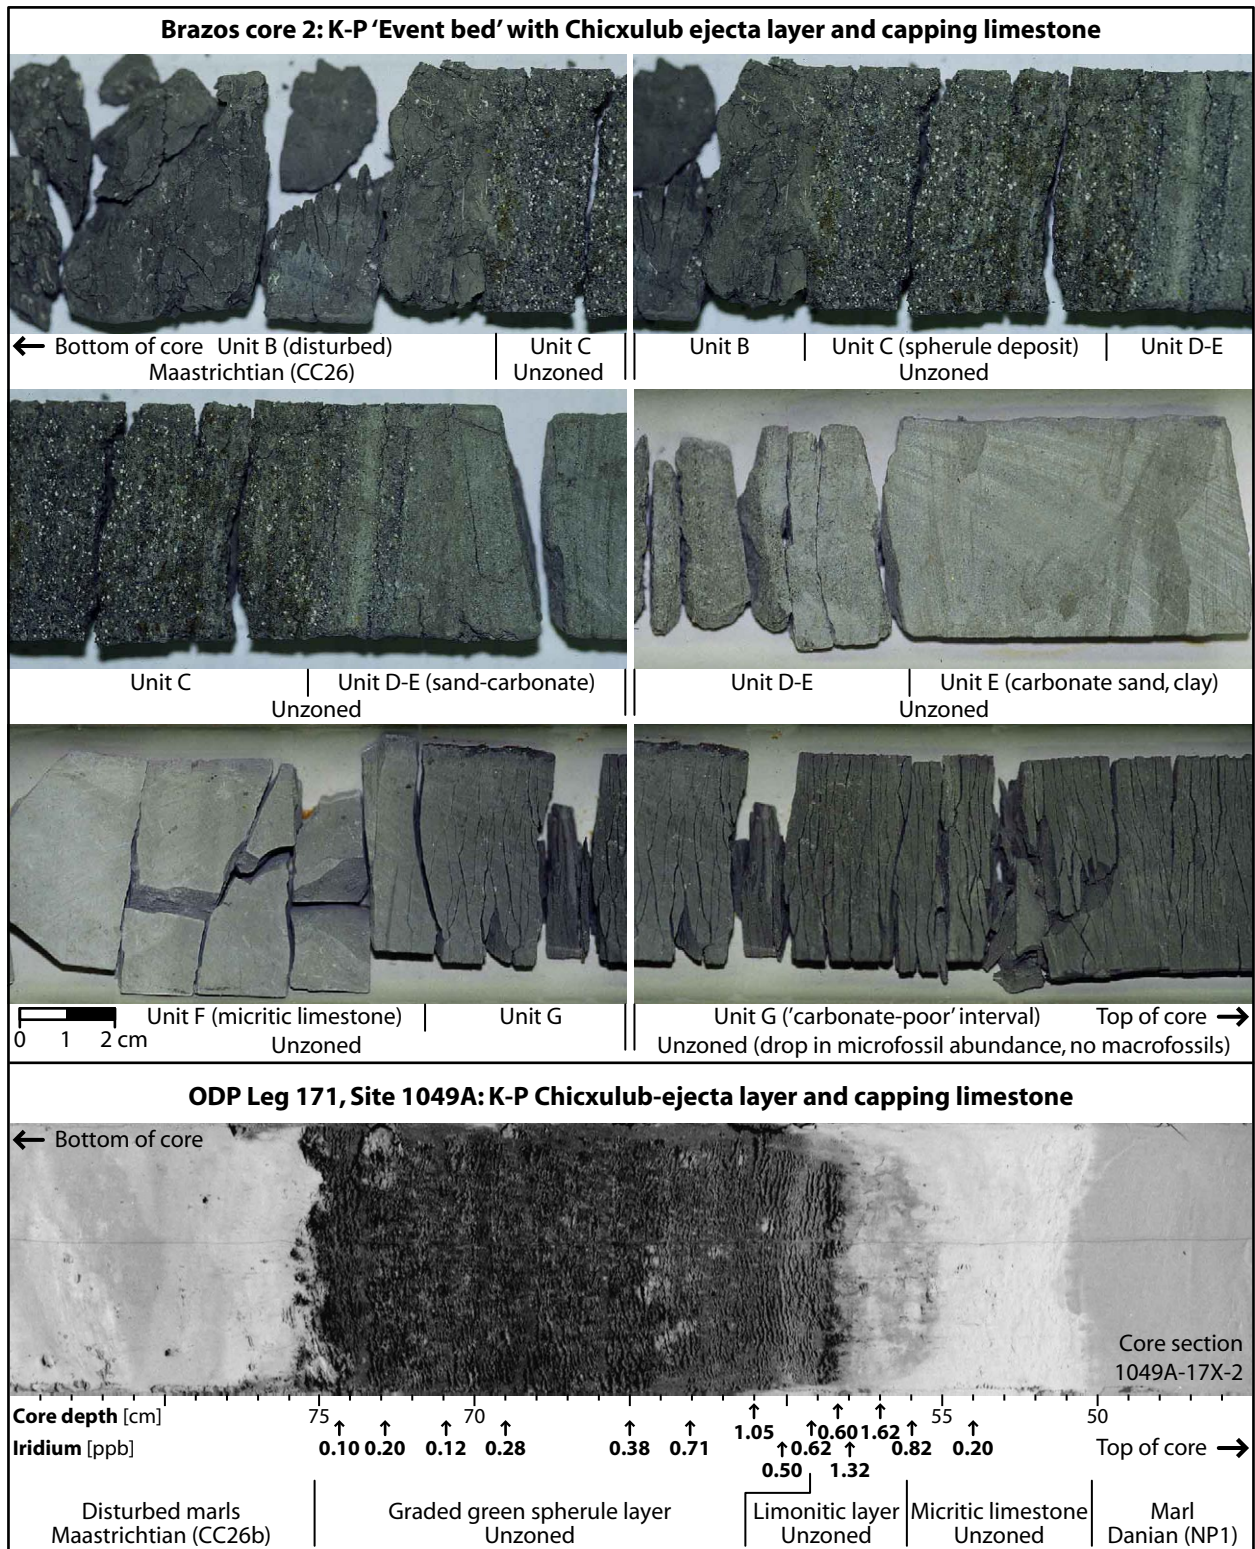 Brazos core 2: K-P ‘Event bed’ with Chicxulub ejecta layer and capping limestone
← Bottom of core Unit B (disturbed)
Maastrichtian (CC26)
Unit C
Unzoned
Unit B
Unit C (spherule deposit)
Unit D-E
Unzoned
Unit C
Unit D-E (sand-carbonate)
Unzoned
Unit D-E
Unit E (carbonate sand, clay)
Unzoned
0 1 2 cm
Unit F (micritic limestone)
Unit G
Unzoned
Unit G (‘carbonate-poor’ interval)
Top of core →
Unzoned (drop in microfossil abundance, no macrofossils)
ODP Leg 171, Site 1049A: K-P Chicxulub-ejecta layer and capping limestone
← Bottom of core
Core section
1049A-17X-2
Core depth [cm] 75 70 55 50
Iridium [ppb] 0.10 0.20 0.12 0.28 0.38 0.71 1.05 0.50 0.62 0.60 1.32 1.62 0.82 0.20
Top of core →
Disturbed marls
Maastrichtian (CC26b)
Graded green spherule layer
Unzoned
Limonitic layer
Unzoned
Micritic limestone
Unzoned
Marl
Danian (NP1)